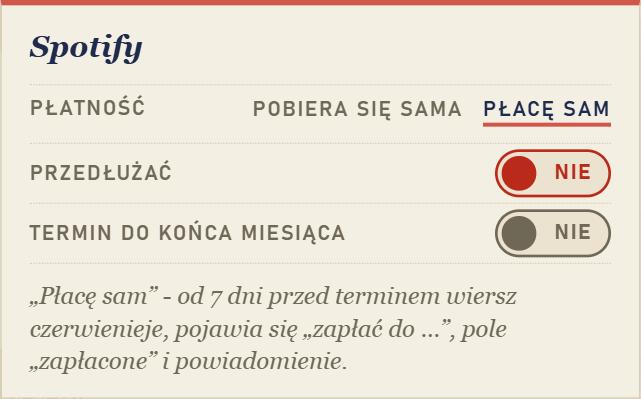 Spotify
PŁATNOŚĆ POBIERA SIĘ SAMA PŁACĘ SAM
PRZEDŁUŻAĆ NIE
TERMIN DO KOŃCA MIESIĄCA NIE
„Płacę sam” - od 7 dni przed terminem wiersz
czerwienieje, pojawia się „zapłać do ...”, pole
„zapłacone” i powiadomienie.